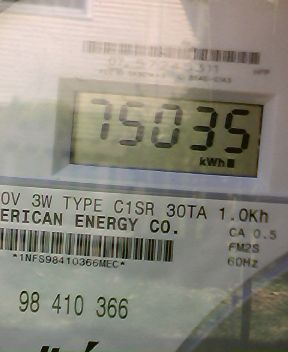 75035
kWh
0V 3W TYPE C1SR 30TA 1.0Kh
ERICAN ENERGY CO.
CA 0.5
FM2S
60Hz
*1NFS98410366MEC*
98 410 366